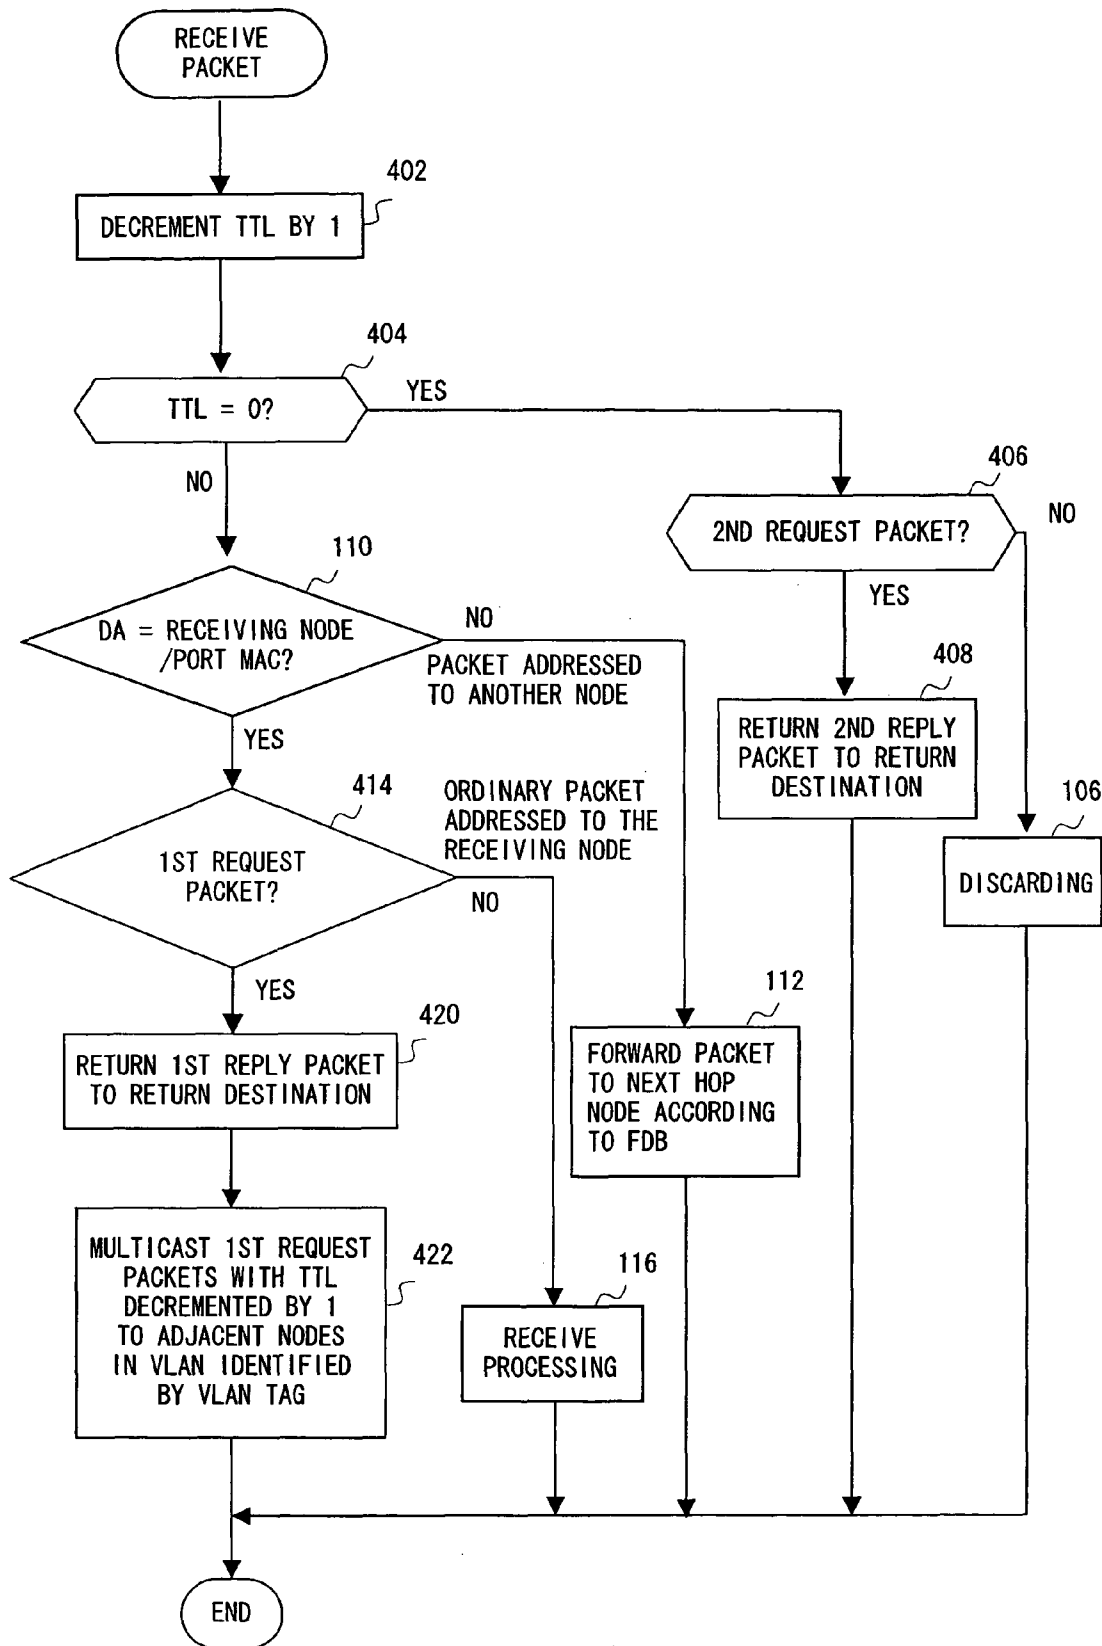 RECEIVE
PACKET
402
DECREMENT TTL BY 1
404
TTL = 0?
YES
NO
406
2ND REQUEST PACKET?
NO
YES
110
DA = RECEIVING NODE
/PORT MAC?
NO
PACKET ADDRESSED
TO ANOTHER NODE
YES
408
RETURN 2ND REPLY
PACKET TO RETURN
DESTINATION
106
DISCARDING
414
1ST REQUEST
PACKET?
ORDINARY PACKET
ADDRESSED TO THE
RECEIVING NODE
NO
YES
420
RETURN 1ST REPLY PACKET
TO RETURN DESTINATION
112
FORWARD PACKET
TO NEXT HOP
NODE ACCORDING
TO FDB
422
MULTICAST 1ST REQUEST
PACKETS WITH TTL
DECREMENTED BY 1
TO ADJACENT NODES
IN VLAN IDENTIFIED
BY VLAN TAG
116
RECEIVE
PROCESSING
END